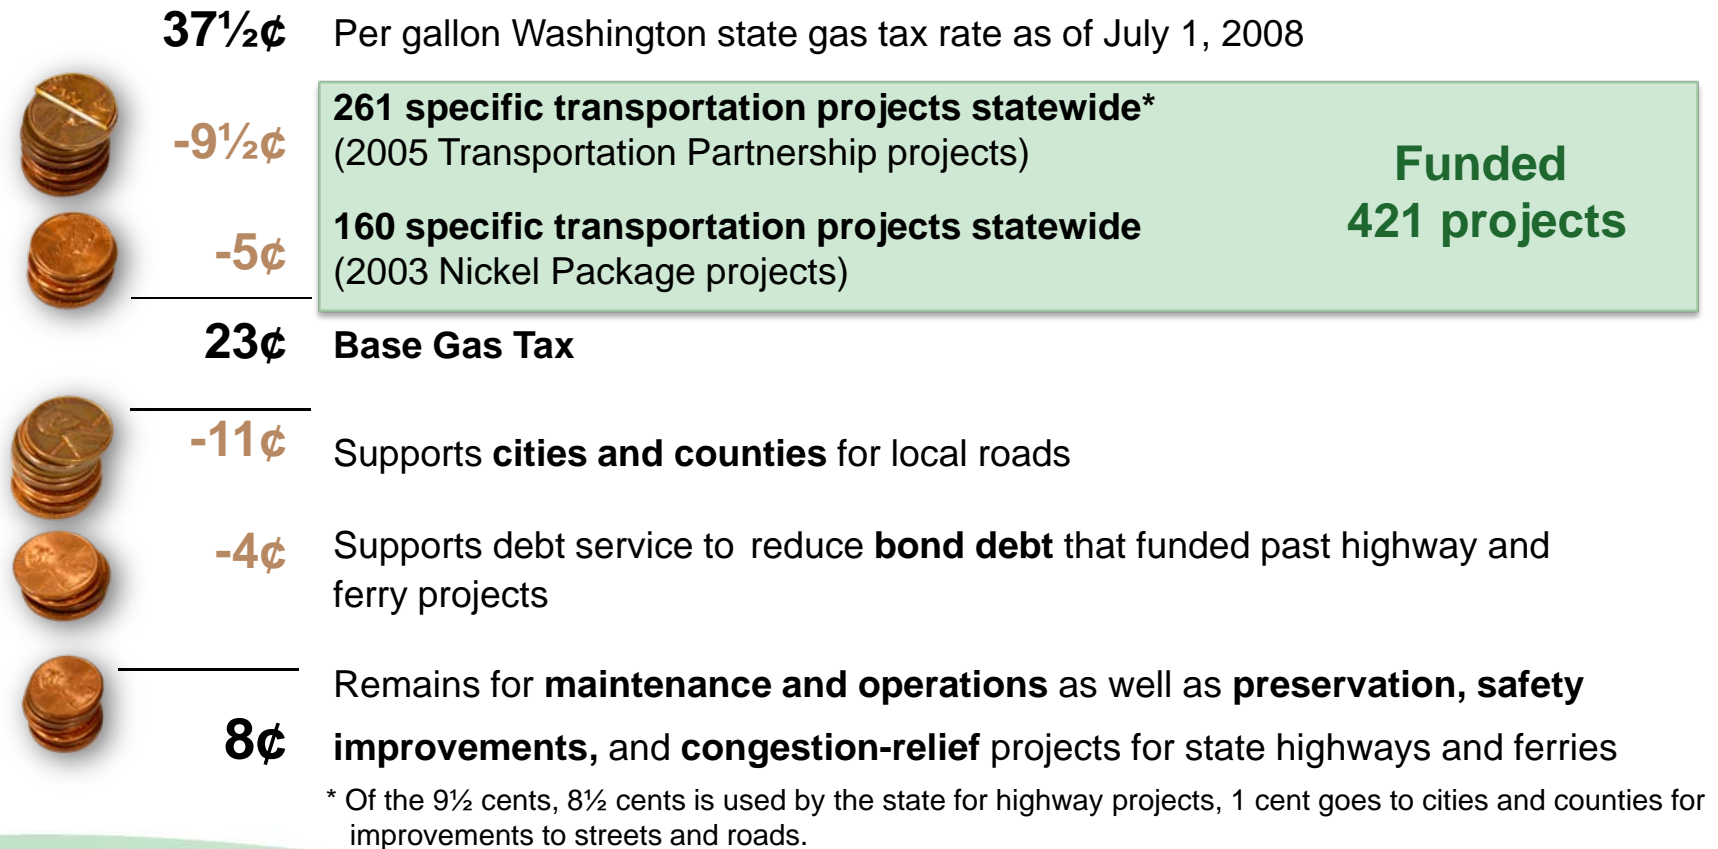 37½¢ Per gallon Washington state gas tax rate as of July 1, 2008
261 specific transportation projects statewide*
-9½¢ (2005 Transportation Partnership projects)
Funded
421 projects
160 specific transportation projects statewide
-5¢ (2003 Nickel Package projects)
23¢ Base Gas Tax
-11¢ Supports cities and counties for local roads
-4¢ Supports debt service to reduce bond debt that funded past highway and
ferry projects
Remains for maintenance and operations as well as preservation, safety
8¢ improvements, and congestion-relief projects for state highways and ferries
* Of the 9½ cents, 8½ cents is used by the state for highway projects, 1 cent goes to cities and counties for
improvements to streets and roads.